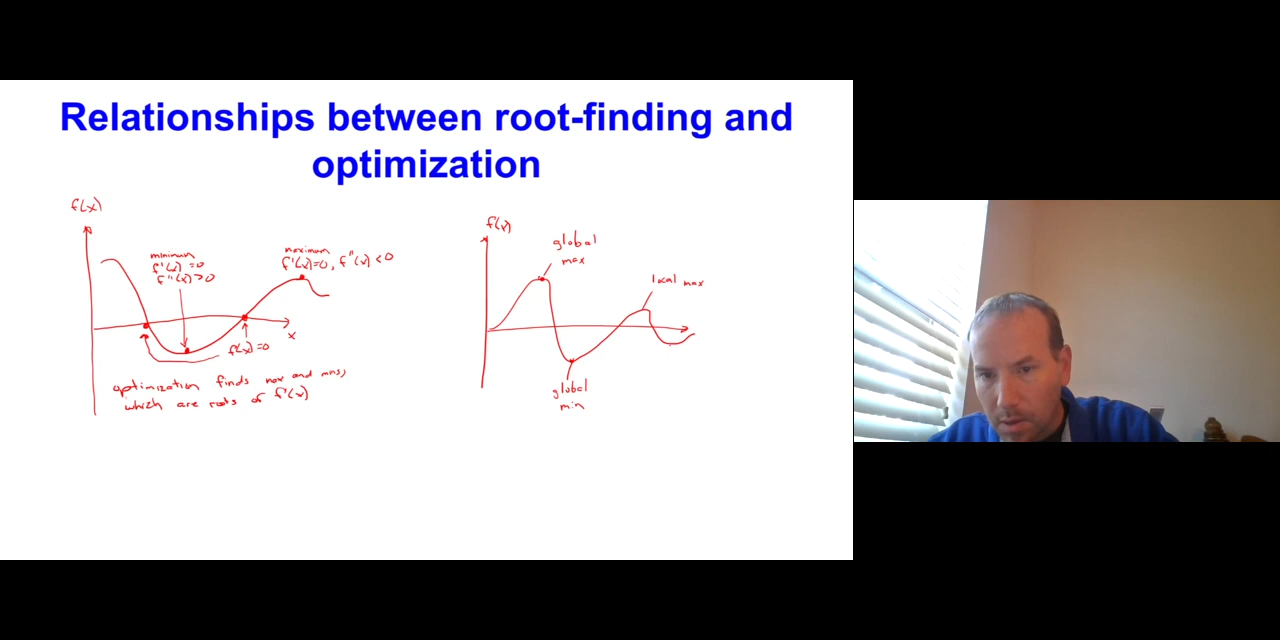 Relationships between root-finding and
optimization
f(x)
minimum
f'(x) = 0
f''(x) > 0
maximum
f'(x)=0, f''(x) < 0
x
f(x)=0
optimization finds max and mins,
which are roots of f'(x)
f(x)
global
max
local max
global
min